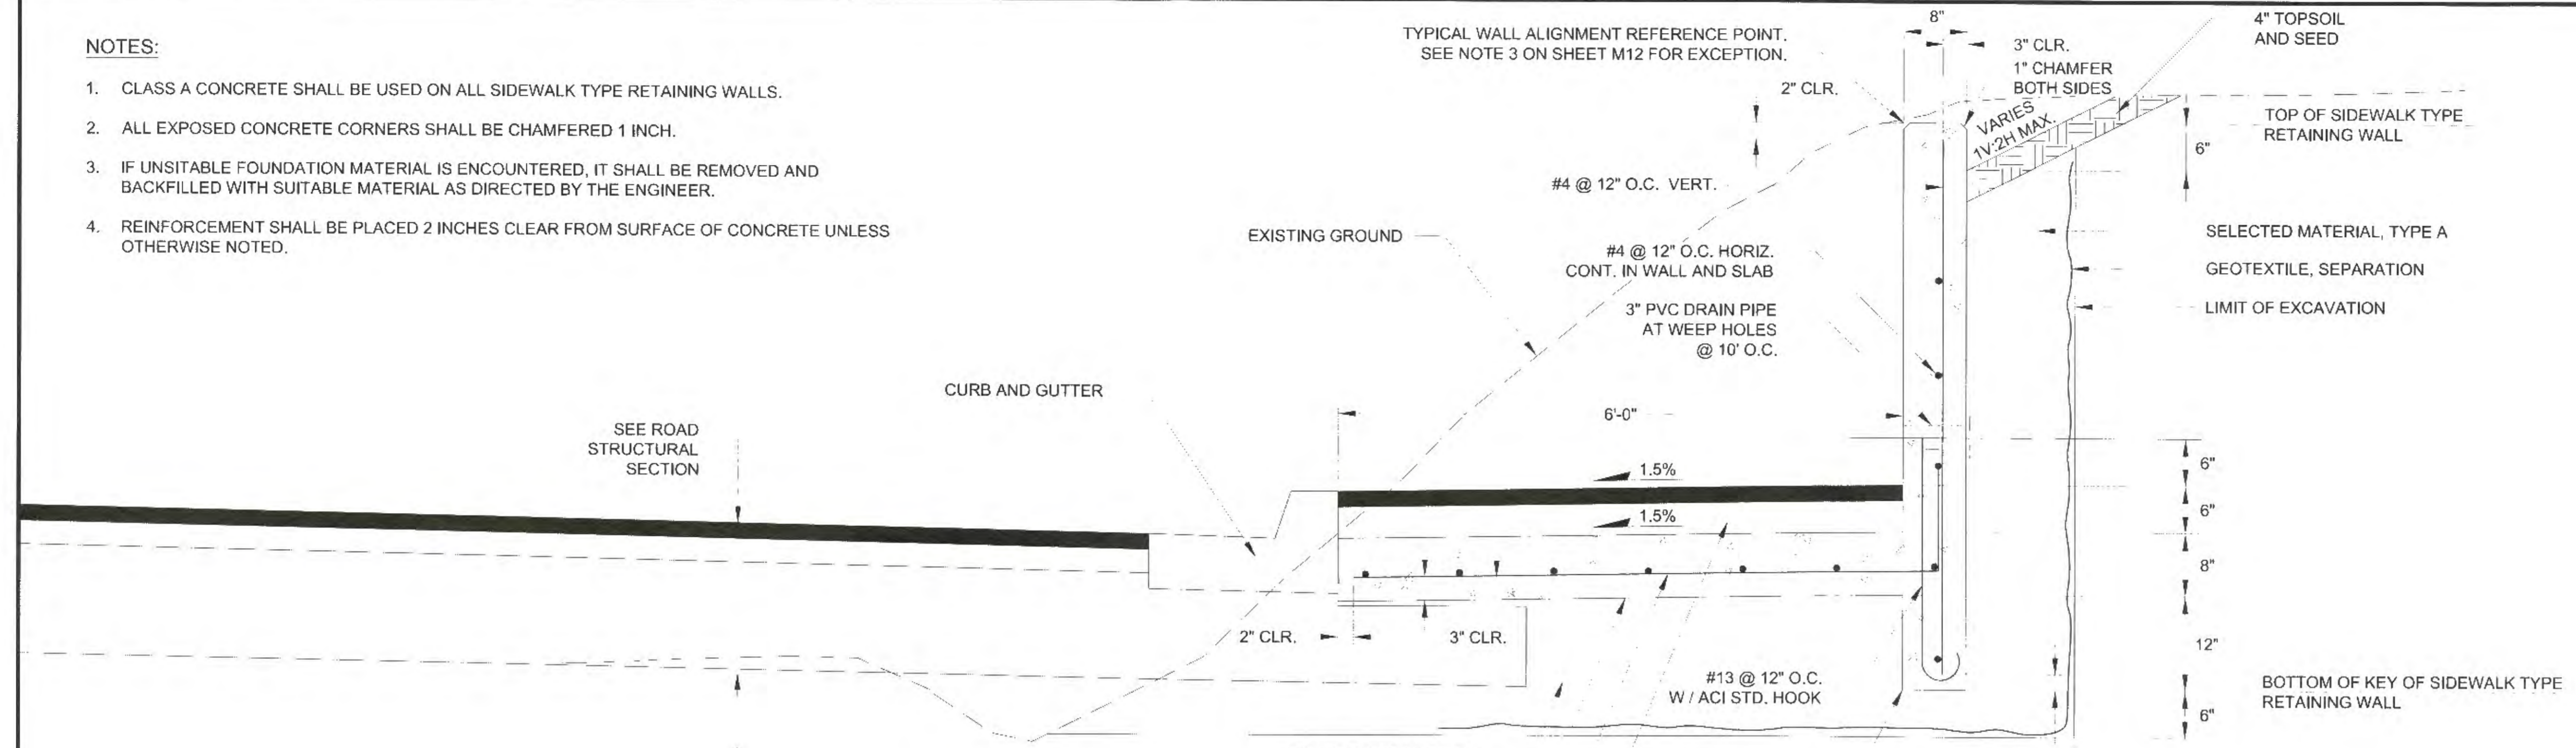 NOTES:
1. CLASS A CONCRETE SHALL BE USED ON ALL SIDEWALK TYPE RETAINING WALLS.
2. ALL EXPOSED CONCRETE CORNERS SHALL BE CHAMFERED 1 INCH.
3. IF UNSITABLE FOUNDATION MATERIAL IS ENCOUNTERED, IT SHALL BE REMOVED AND
BACKFILLED WITH SUITABLE MATERIAL AS DIRECTED BY THE ENGINEER.
4. REINFORCEMENT SHALL BE PLACED 2 INCHES CLEAR FROM SURFACE OF CONCRETE UNLESS
OTHERWISE NOTED.
TYPICAL WALL ALIGNMENT REFERENCE POINT.
SEE NOTE 3 ON SHEET M12 FOR EXCEPTION.
8"
3" CLR.
1" CHAMFER
BOTH SIDES
4" TOPSOIL
AND SEED
2" CLR.
VARIES
1V:2H MAX.
TOP OF SIDEWALK TYPE
RETAINING WALL
6"
#4 @ 12" O.C. VERT.
EXISTING GROUND
#4 @ 12" O.C. HORIZ.
CONT. IN WALL AND SLAB
SELECTED MATERIAL, TYPE A
GEOTEXTILE, SEPARATION
LIMIT OF EXCAVATION
3" PVC DRAIN PIPE
AT WEEP HOLES
@ 10' O.C.
CURB AND GUTTER
6'-0"
SEE ROAD
STRUCTURAL
SECTION
1.5%
1.5%
6"
6"
8"
12"
6"
2" CLR.
3" CLR.
#13 @ 12" O.C.
W / ACI STD. HOOK
BOTTOM OF KEY OF SIDEWALK TYPE
RETAINING WALL